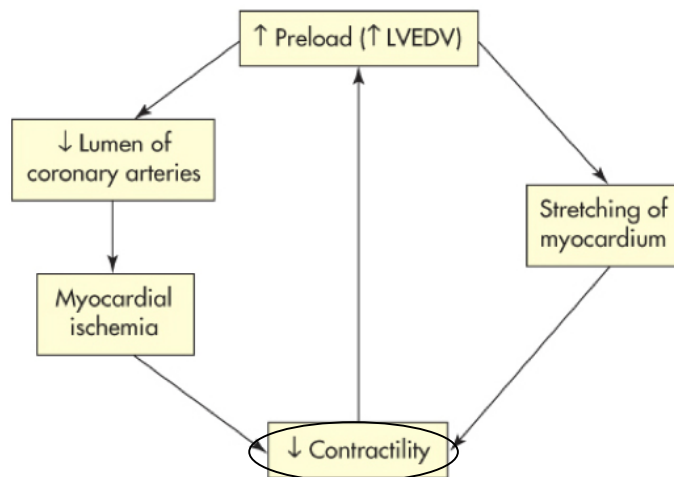 ↑ Preload (↑ LVEDV)
↓ Lumen of
coronary arteries
Stretching of
myocardium
Myocardial
ischemia
↓ Contractility